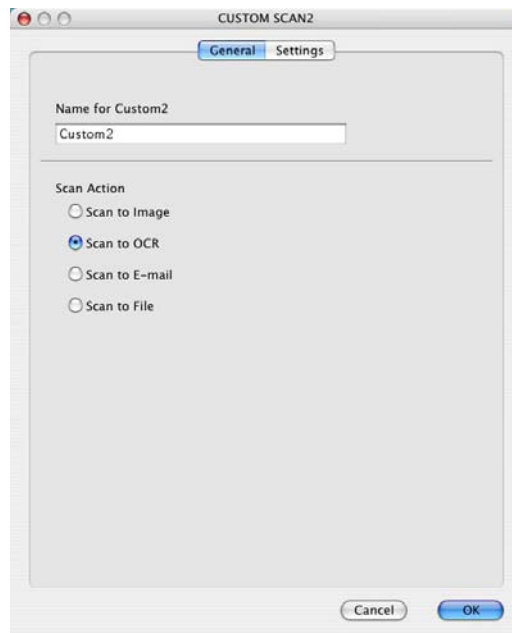 CUSTOM SCAN2
General Settings
Name for Custom2
Custom2
Scan Action
Scan to Image
Scan to OCR
Scan to E-mail
Scan to File
Cancel OK